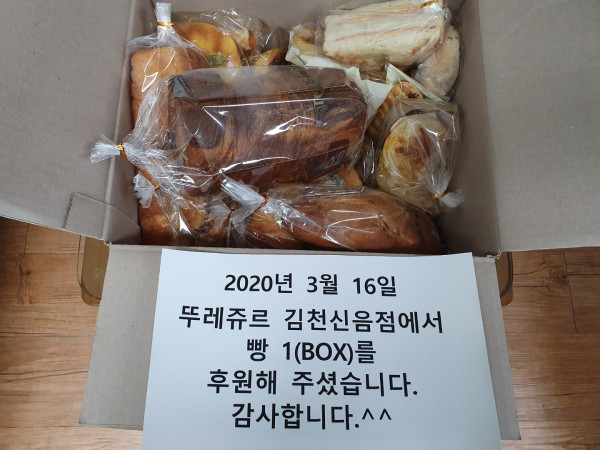 2020년 3월 16일
뚜레쥬르 김천신음점에서
빵 1(BOX)를
후원해 주셨습니다.
감사합니다.^^